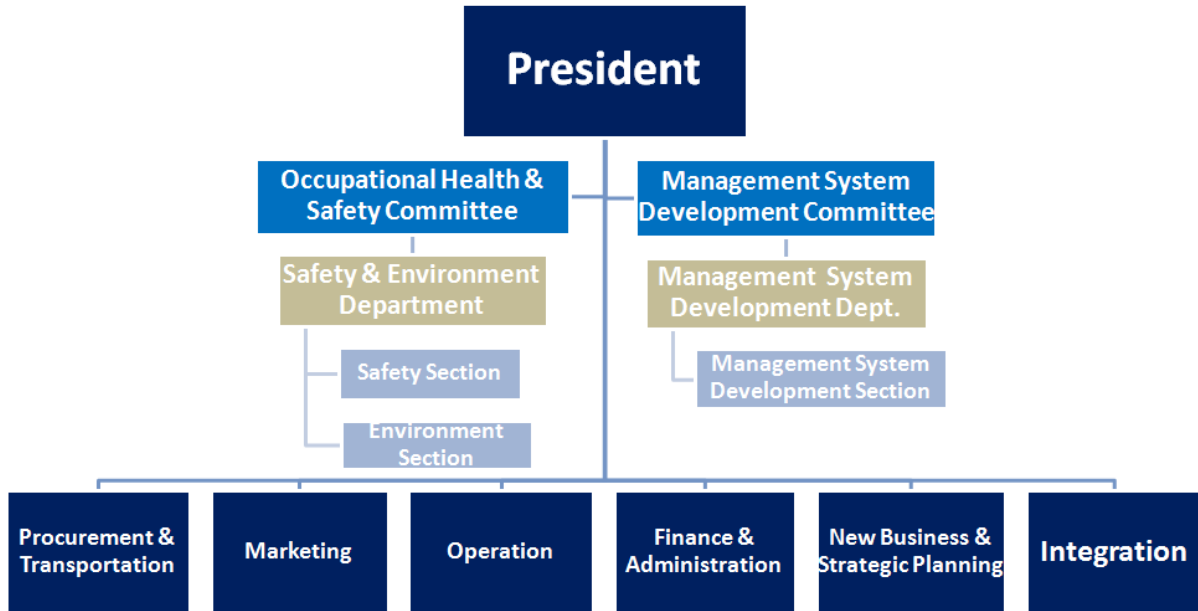 President
Occupational Health &
Safety Committee
Management System
Development Committee
Safety & Environment
Department
Management System
Development Dept.
Safety Section
Management System
Development Section
Environment
Section
Procurement &
Transportation
Marketing
Operation
Finance &
Administration
New Business &
Strategic Planning
Integration